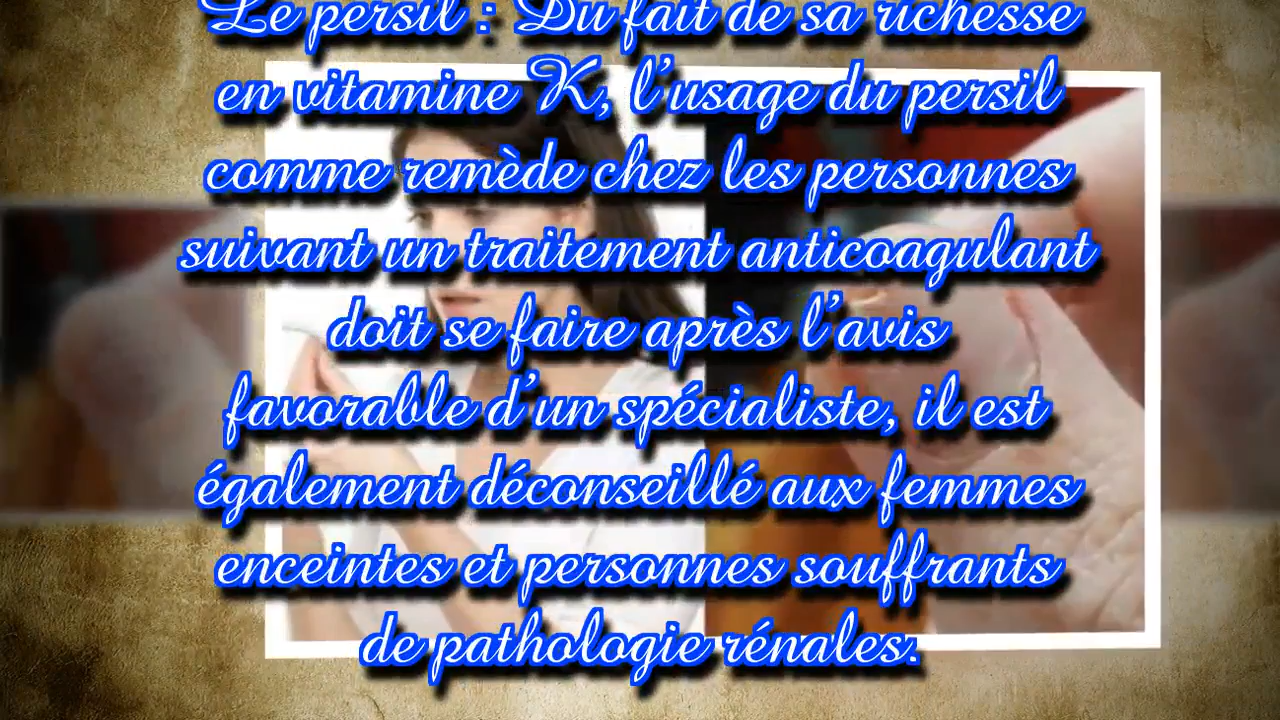 Le persil : Du fait de sa richesse
en vitamine K, l'usage du persil
comme remède chez les personnes
suivant un traitement anticoagulant
doit se faire après l'avis
favorable d'un spécialiste, il est
également déconseillé aux femmes
enceintes et personnes souffrants
de pathologie rénales.